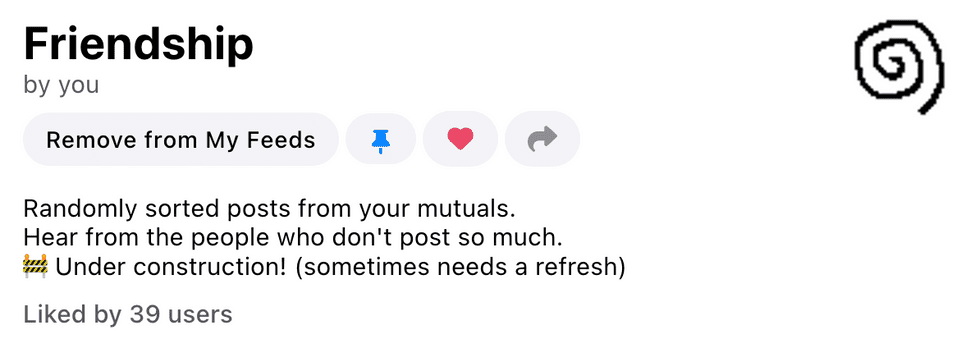 Friendship
by you
Remove from My Feeds
Randomly sorted posts from your mutuals.
Hear from the people who don't post so much.
🚧 Under construction! (sometimes needs a refresh)
Liked by 39 users